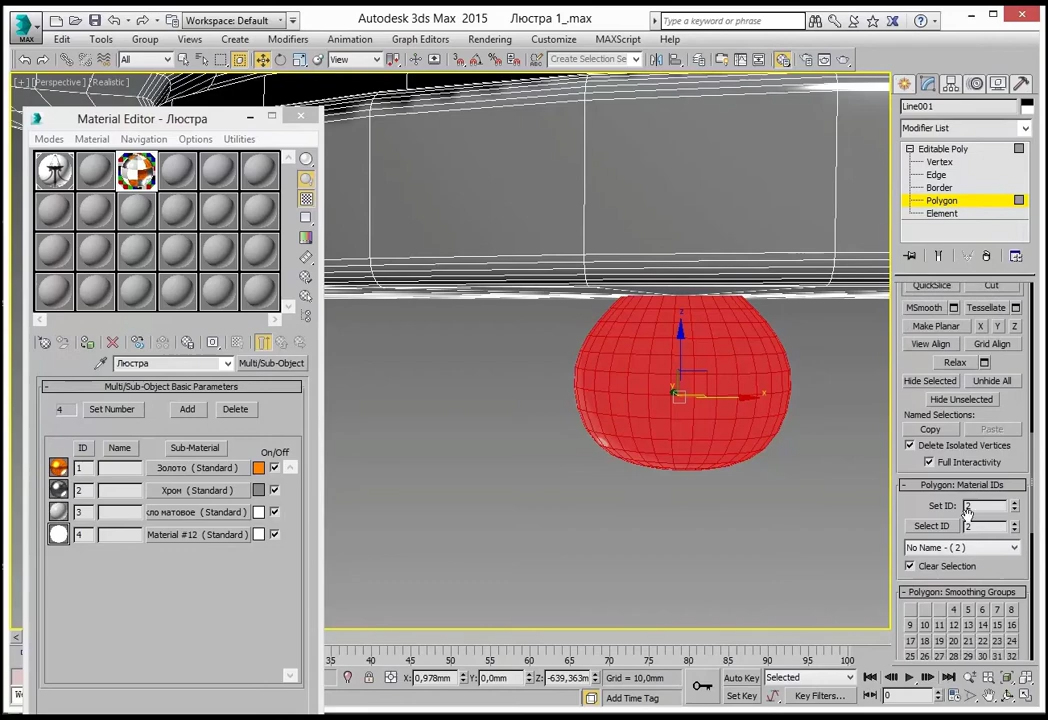 Workspace: Default
Autodesk 3ds Max 2015 Люстра 1_.max
Type a keyword or phrase
MAX
Edit Tools Group Views Create Modifiers Animation Graph Editors Rendering Customize MAXScript Help
All
View
Create Selection Se
[+] [Perspective] [Realistic]
Material Editor - Люстра
Modes Material Navigation Options Utilities
Люстра
Multi/Sub-Object
Multi/Sub-Object Basic Parameters
4 Set Number Add Delete
ID Name Sub-Material On/Off
1 Золото (Standard)
2 Хром (Standard)
3 кло матовое (Standard)
4 Material #12 (Standard)
z
x
y
Line001
Modifier List
Editable Poly
Vertex
Edge
Border
Polygon
Element
QuickSlice Cut
MSmooth Tessellate
Make Planar X Y Z
View Align Grid Align
Relax
Hide Selected Unhide All
Hide Unselected
Named Selections:
Copy Paste
Delete Isolated Vertices
Full Interactivity
Polygon: Material IDs
Set ID: 2
Select ID 2
No Name - (2)
Clear Selection
Polygon: Smoothing Groups
4 5 6 7 8
9 10 11 12 13 14 15 16
17 18 19 20 21 22 23 24
25 26 27 28 29 30 31 32
35 40 45 50 55 60 65 70 75 80 85 90 95 100
X: 0,978mm Y: 0,0mm Z: -639,363m Grid = 10,0mm
Add Time Tag
Auto Key Selected
Set Key Key Filters...
0